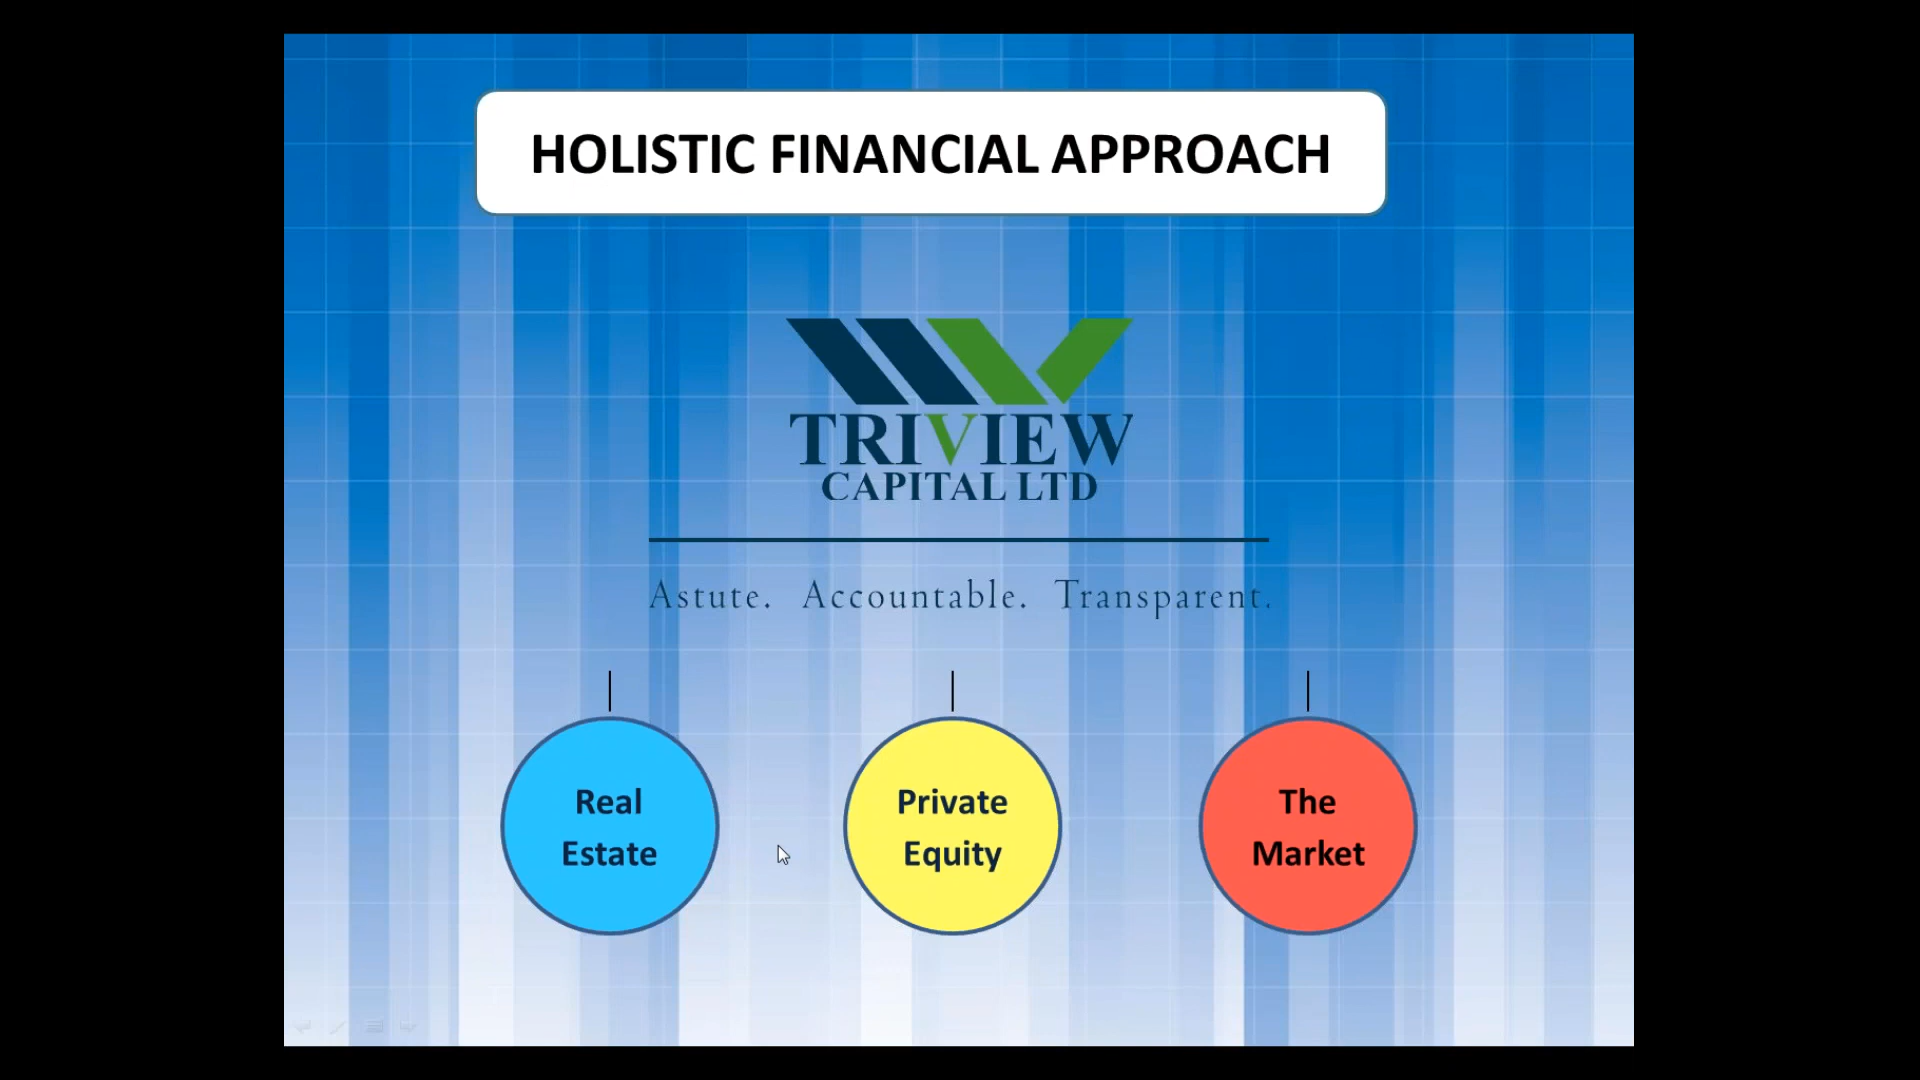 HOLISTIC FINANCIAL APPROACH
TRIVIEW
CAPITAL LTD
Astute. Accountable. Transparent.
Real
Estate
Private
Equity
The
Market